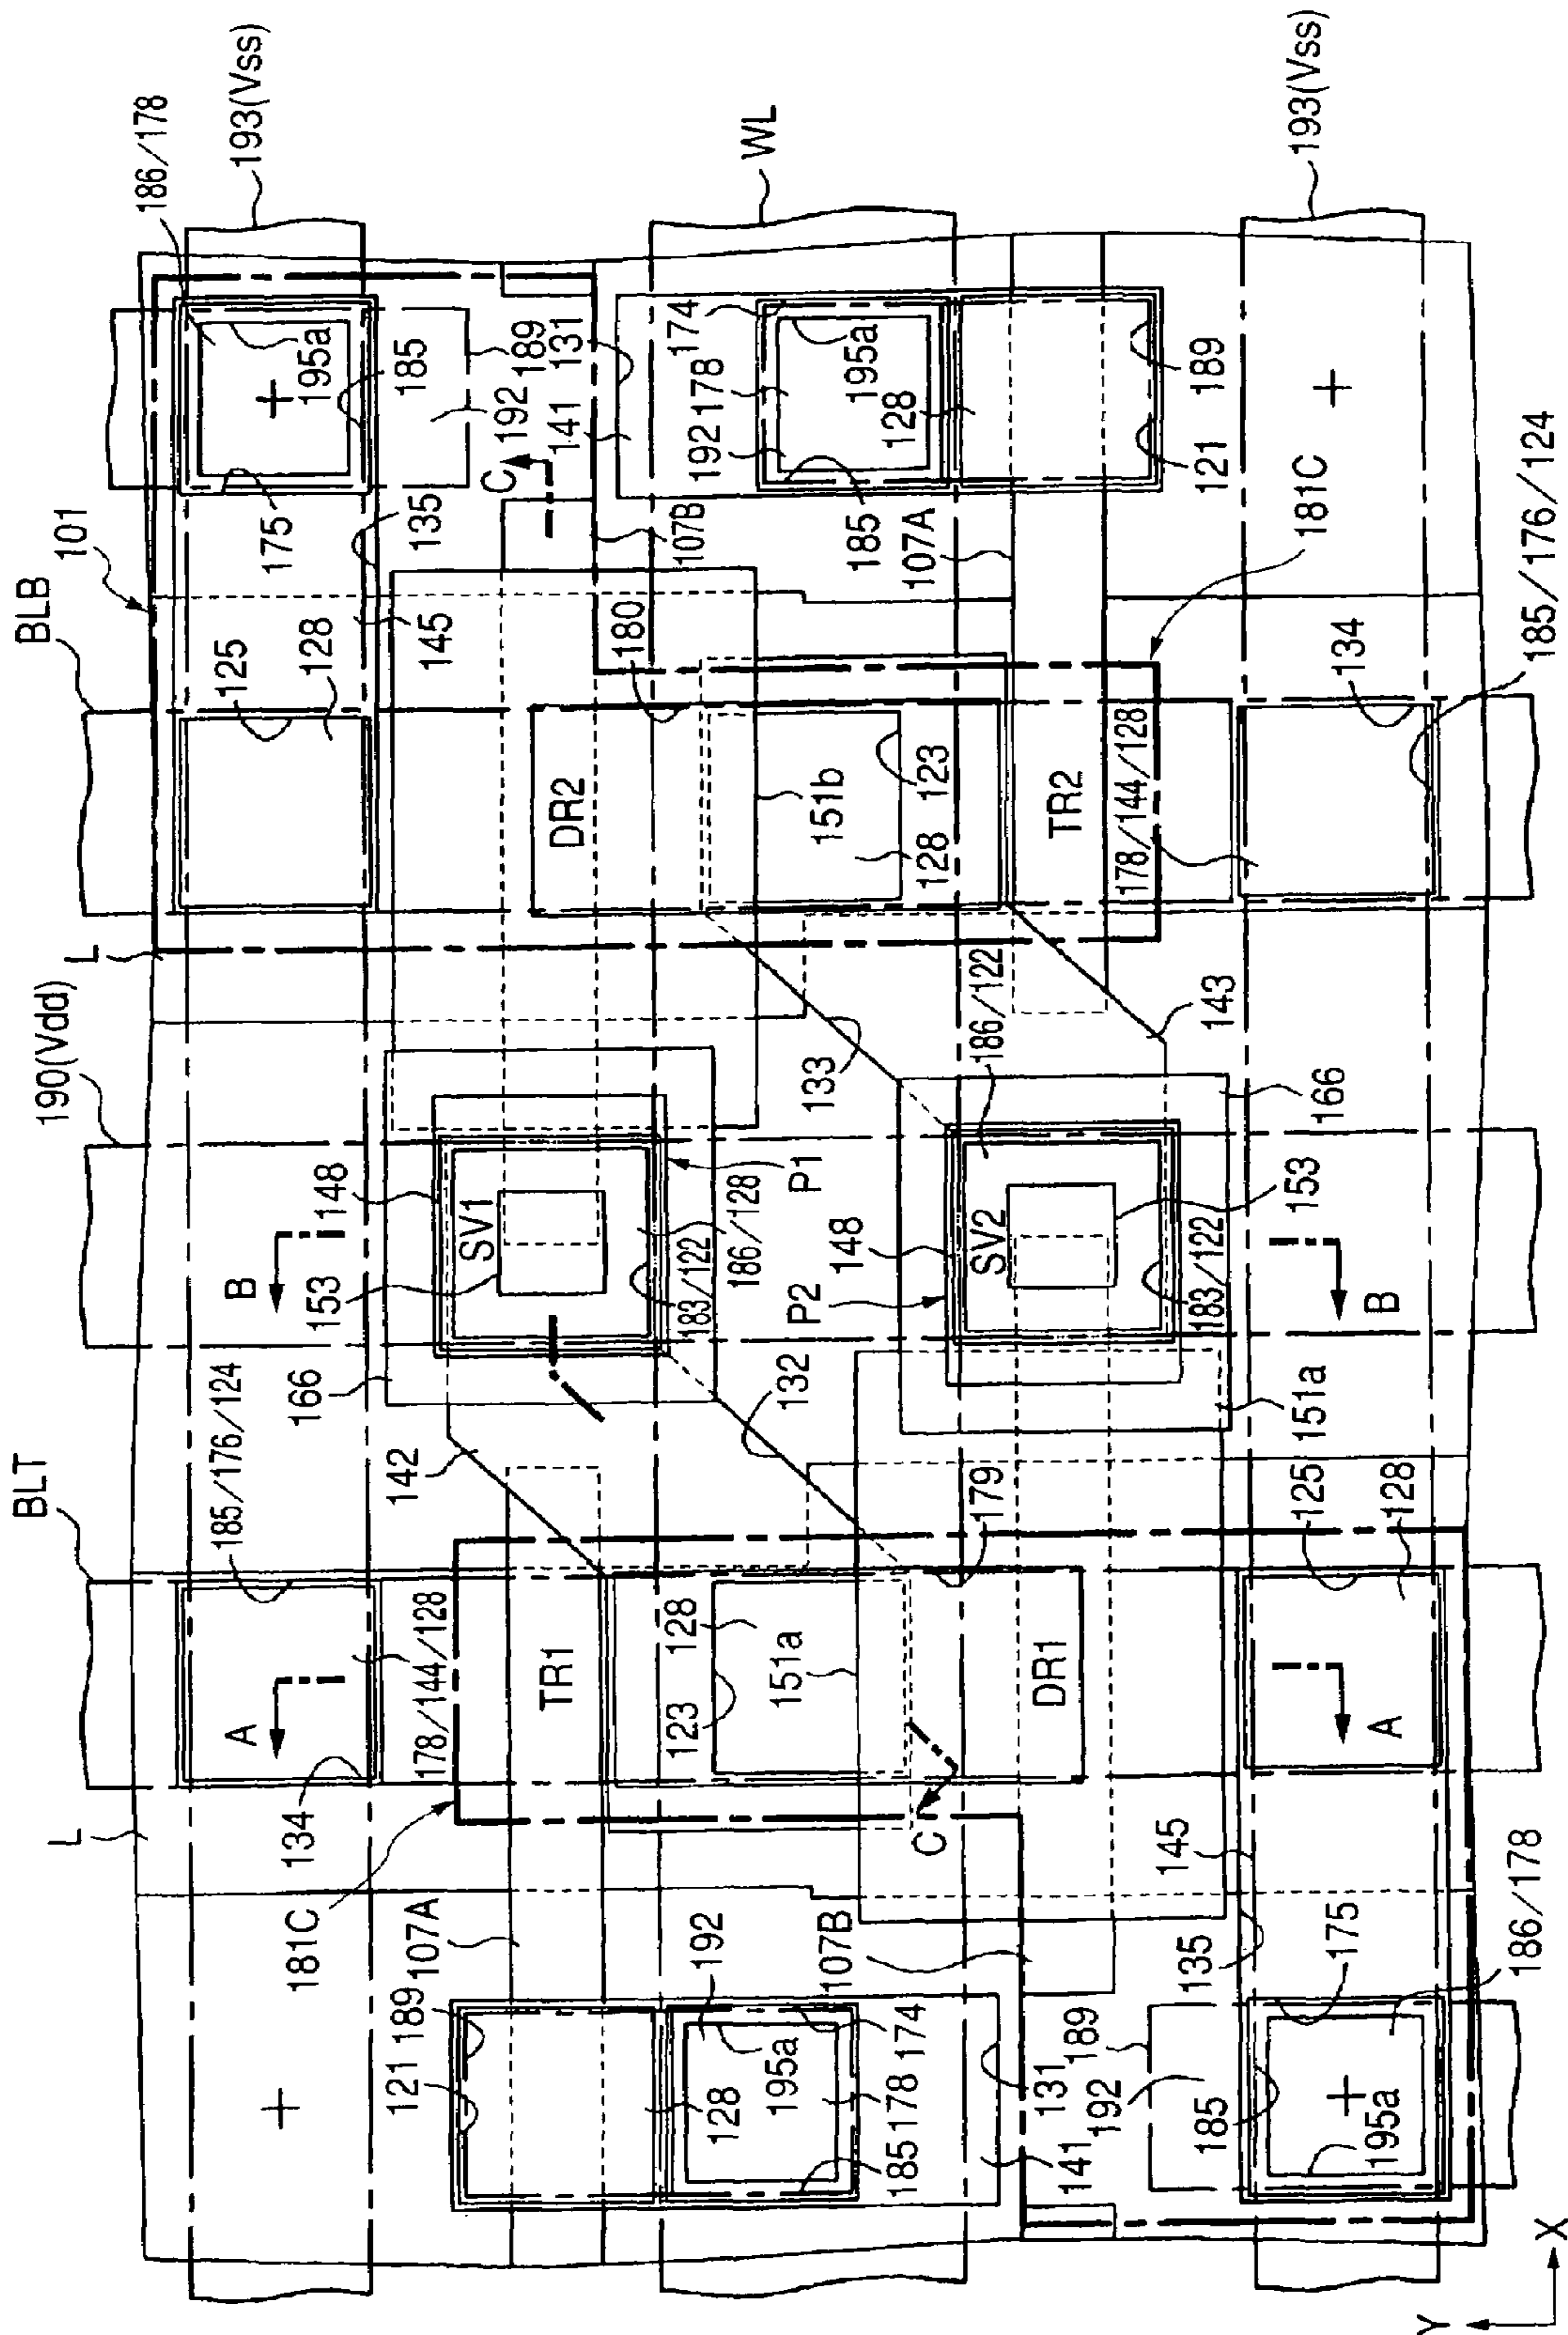 BLT
190(Vdd)
BLB
101
L
L
186/178
193(Vss)
185/176/124
B
148
125
128
A
134
153
166
175
195a
185
135
145
181C
178/144/128
142
SV1
P1
192
189
C
107A
121
189
TR1
183/122
186/128
DR2
180
107B
141
131
128
192
123
128
151a
132
133
151b
123
128
192
178
174
WL
195a
178
174
185
179
P2
148
186/122
195a
128
185
107A
107B
C
131
141
DR1
SV2
TR2
143
178/144/128
121
189
192
189
135
145
151a
183/122
153
166
134
181C
185
175
A
125
128
B
185/176/124
193(Vss)
195a
186/178
Y
X